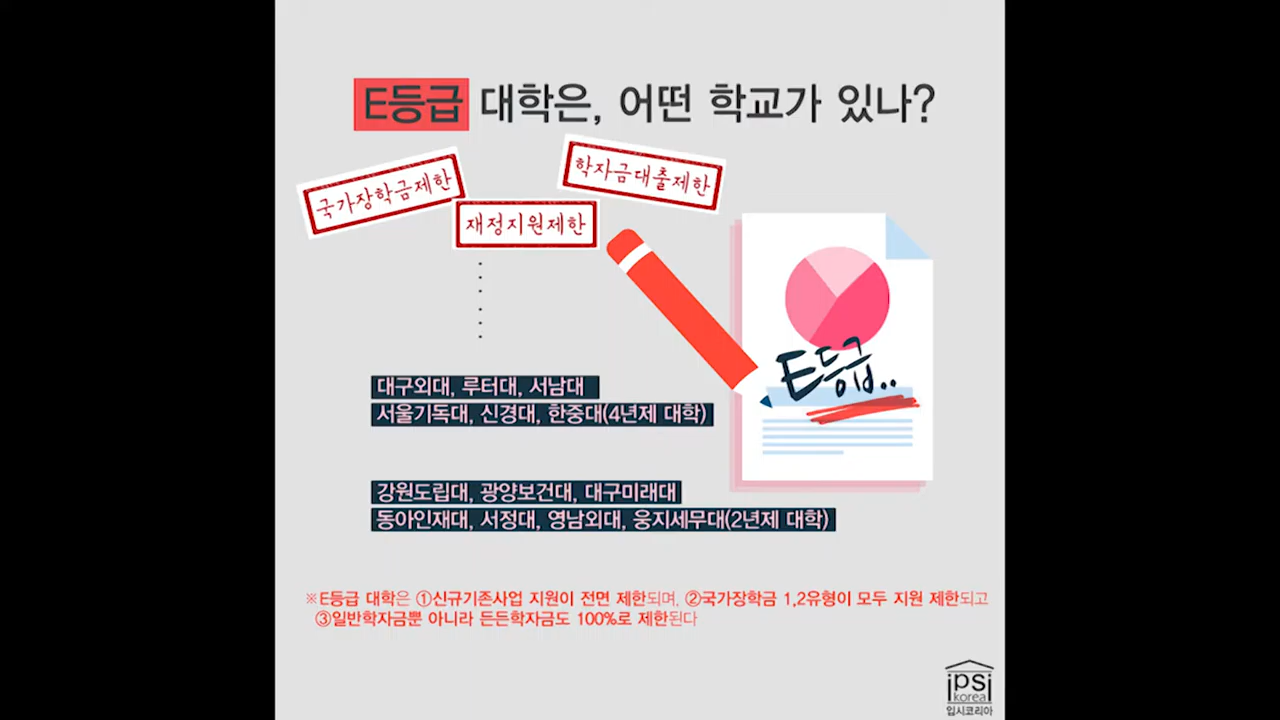 E등급 대학은, 어떤 학교가 있나?
국가장학금제한
학자금대출제한
재정지원제한
E등급..
대구외대, 루터대, 서남대
서울기독대, 신경대, 한중대(4년제 대학)
강원도립대, 광양보건대, 대구미래대
동아인재대, 서정대, 영남외대, 웅지세무대(2년제 대학)
※E등급 대학은 ①신규기존사업 지원이 전면 제한되며, ②국가장학금 1,2유형이 모두 지원 제한되고
③일반학자금뿐 아니라 든든학자금도 100%로 제한된다
ipsi
korea
입시코리아